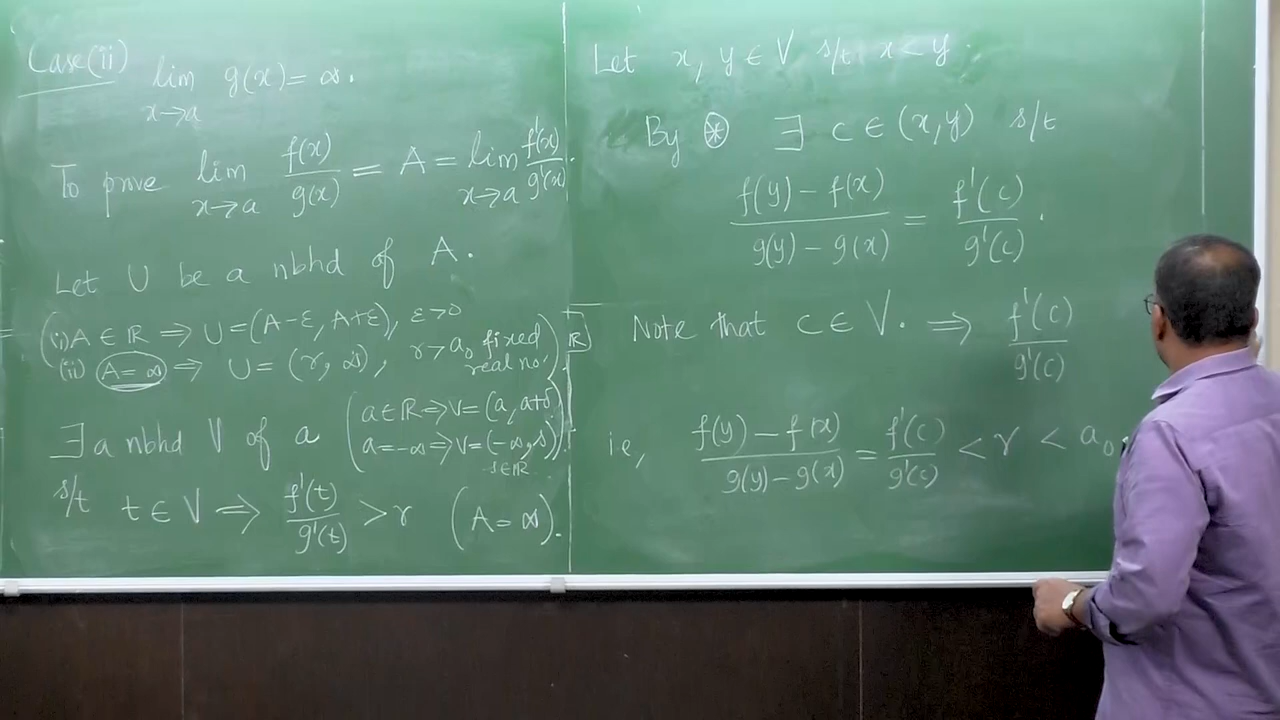 Case(ii) lim x→a g(x) = ∞.
To prove lim x→a f(x)/g(x) = A = lim x→a f'(x)/g'(x).
Let U be a nbhd of A.
(i) A ∈ ℝ ⇒ U = (A-ε, A+ε), ε>0
(ii) A = ∞ ⇒ U = (r, ∞), r > a₀ fixed real no.
∃ a nbhd V of a (a ∈ ℝ ⇒ V = (a, a+δ)
a = -∞ ⇒ V = (-∞, s)) s∈ℝ
s/t t ∈ V ⇒ f'(t)/g'(t) > r (A = ∞).
Let x, y ∈ V s/t x < y.
By ⊛ ∃ c ∈ (x,y) s/t
f(y) - f(x) / g(y) - g(x) = f'(c)/g'(c).
ℝ
Note that c ∈ V. ⇒ f'(c)/g'(c)
i.e, f(y) - f(x) / g(y) - g(x) = f'(c)/g'(c) < r < a₀